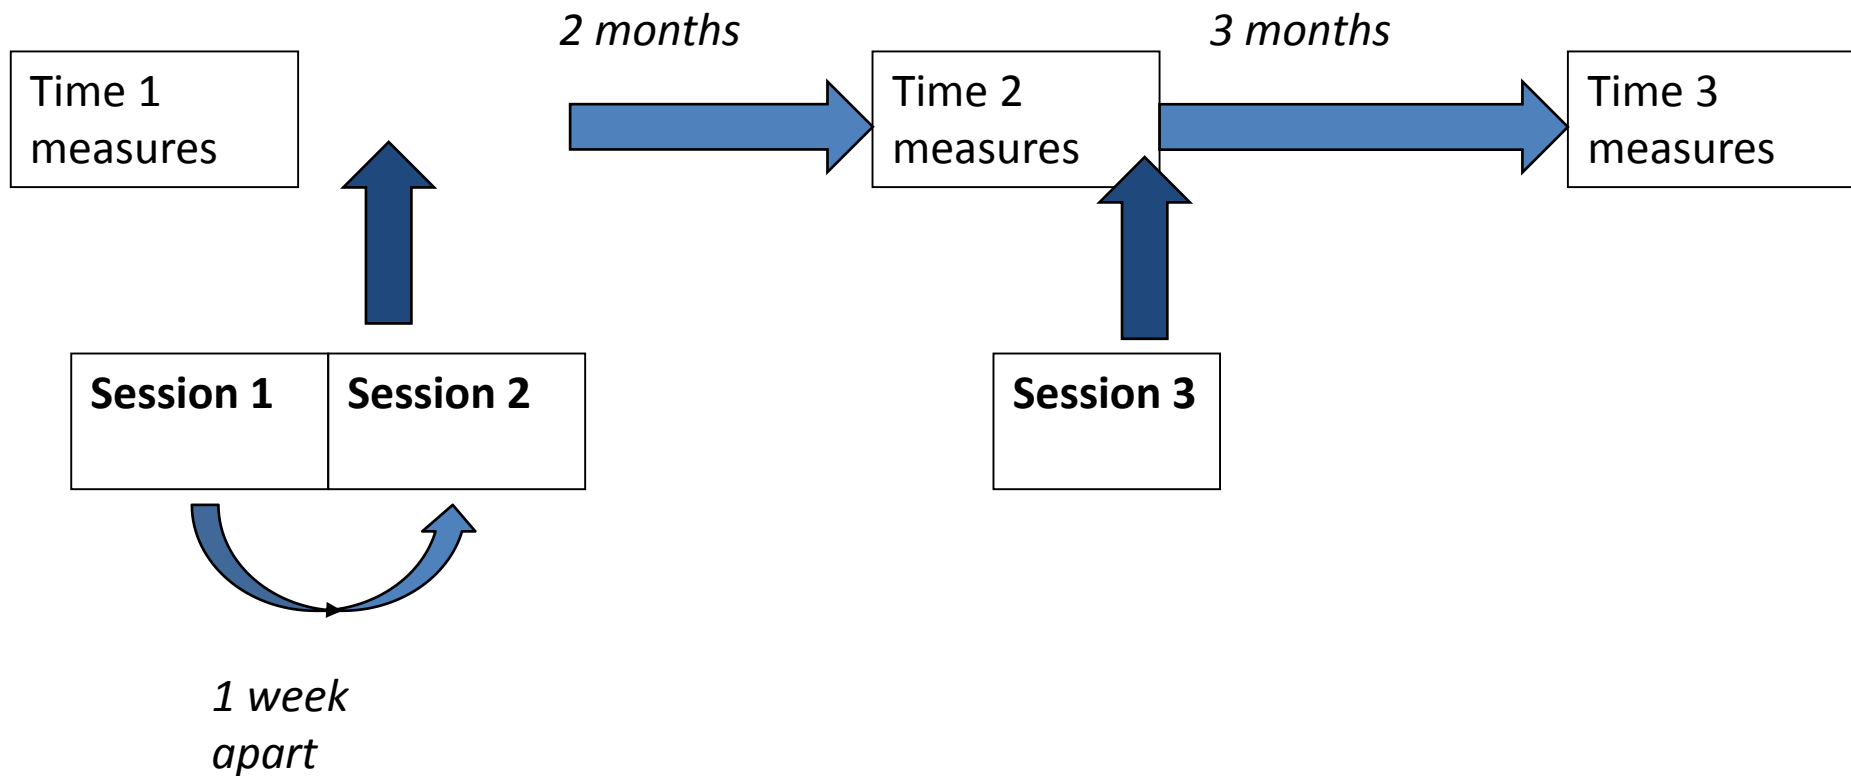 2 months
3 months
Time 1
measures
Time 2
measures
Time 3
measures
Session 1
Session 2
Session 3
1 week
apart